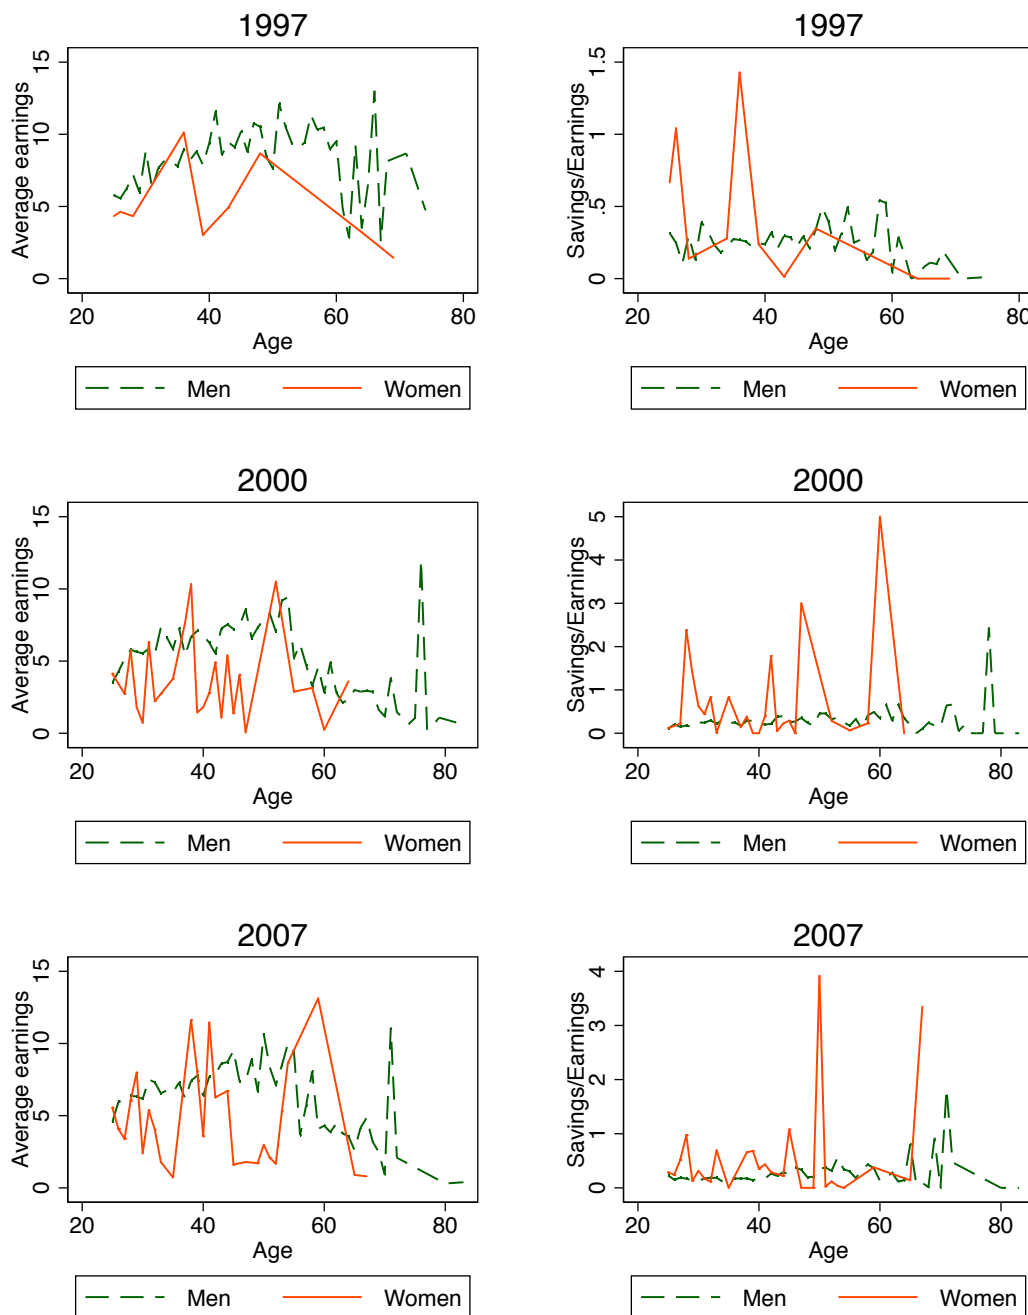 1997
Average earnings
0 5 10 15
20 40 60 80
Age
Men Women
1997
Savings/Earnings
0 .5 1 1.5
20 40 60 80
Age
Men Women
2000
Average earnings
0 5 10 15
20 40 60 80
Age
Men Women
2000
Savings/Earnings
0 1 2 3 4 5
20 40 60 80
Age
Men Women
2007
Average earnings
0 5 10 15
20 40 60 80
Age
Men Women
2007
Savings/Earnings
0 1 2 3 4
20 40 60 80
Age
Men Women